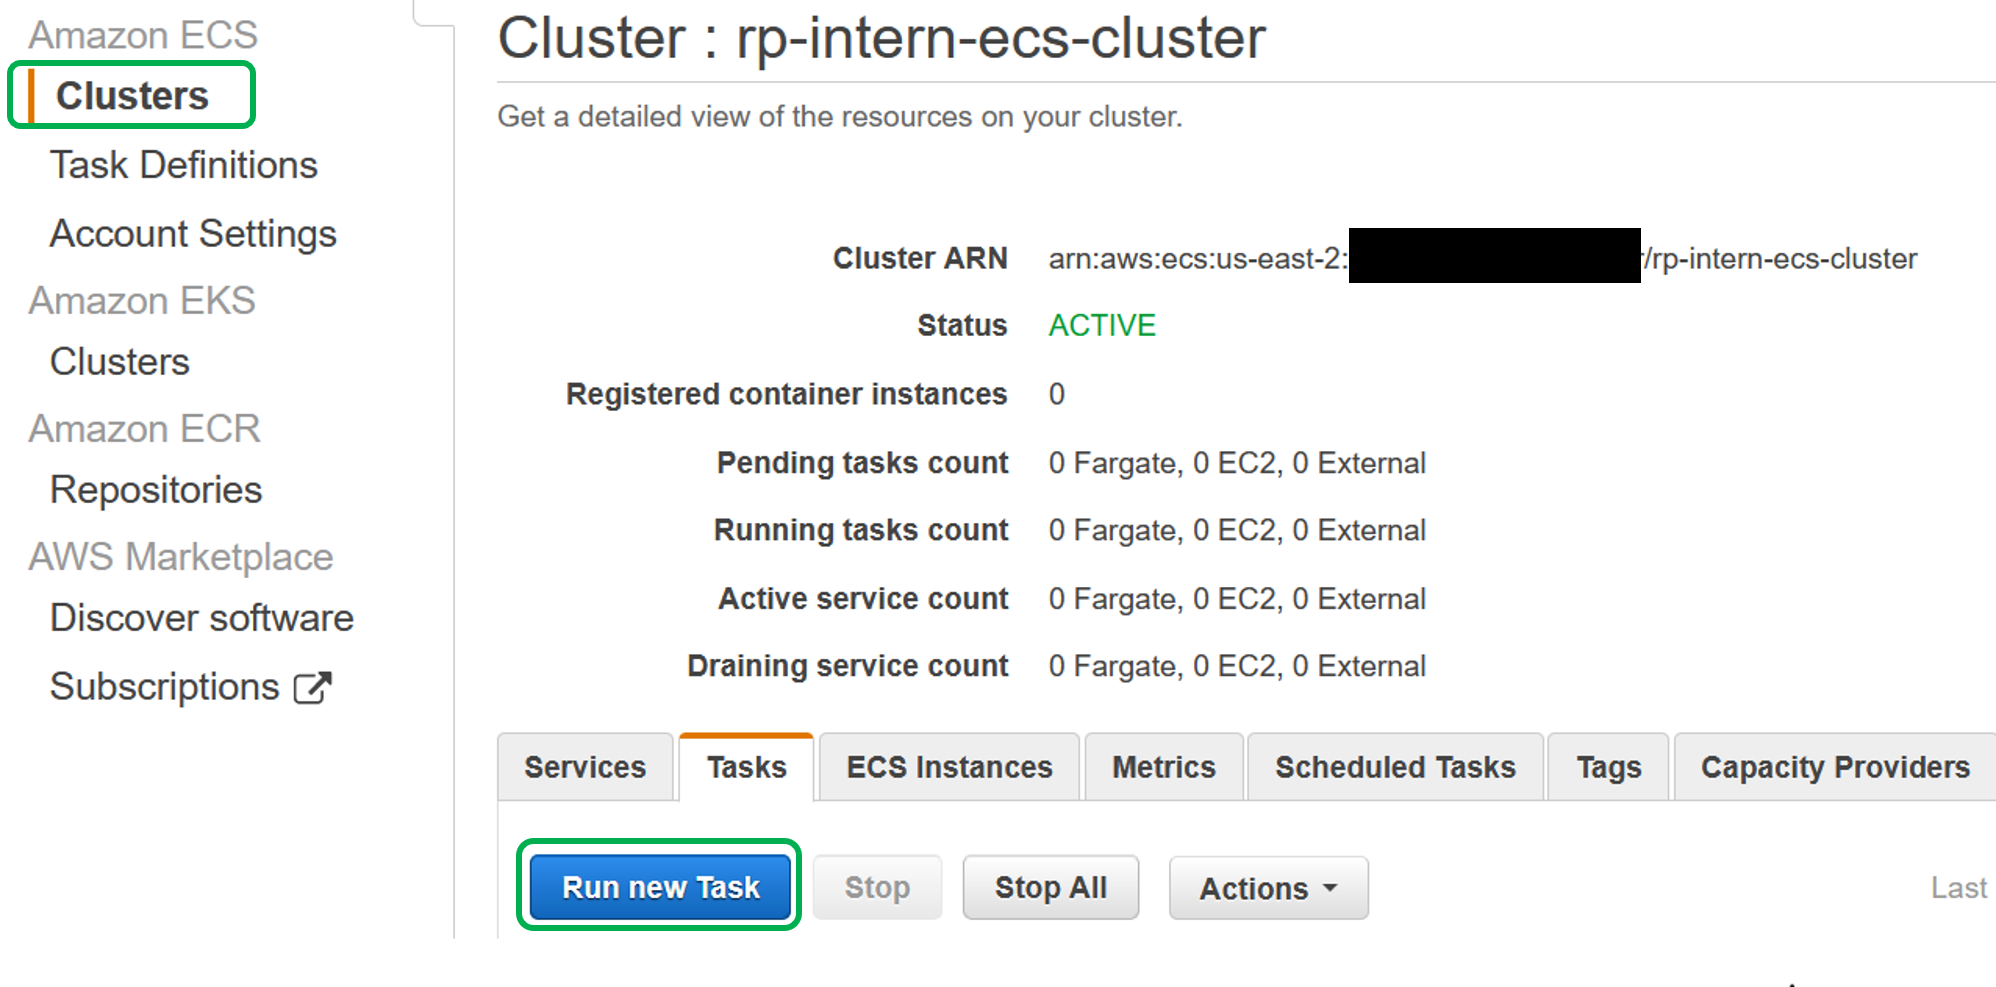 Amazon ECS
Clusters
Task Definitions
Account Settings
Amazon EKS
Clusters
Amazon ECR
Repositories
AWS Marketplace
Discover software
Subscriptions
Cluster : rp-intern-ecs-cluster
Get a detailed view of the resources on your cluster.
Cluster ARN arn:aws:ecs:us-east-2: /rp-intern-ecs-cluster
Status ACTIVE
Registered container instances 0
Pending tasks count 0 Fargate, 0 EC2, 0 External
Running tasks count 0 Fargate, 0 EC2, 0 External
Active service count 0 Fargate, 0 EC2, 0 External
Draining service count 0 Fargate, 0 EC2, 0 External
Services Tasks ECS Instances Metrics Scheduled Tasks Tags Capacity Providers
Run new Task Stop Stop All Actions Last